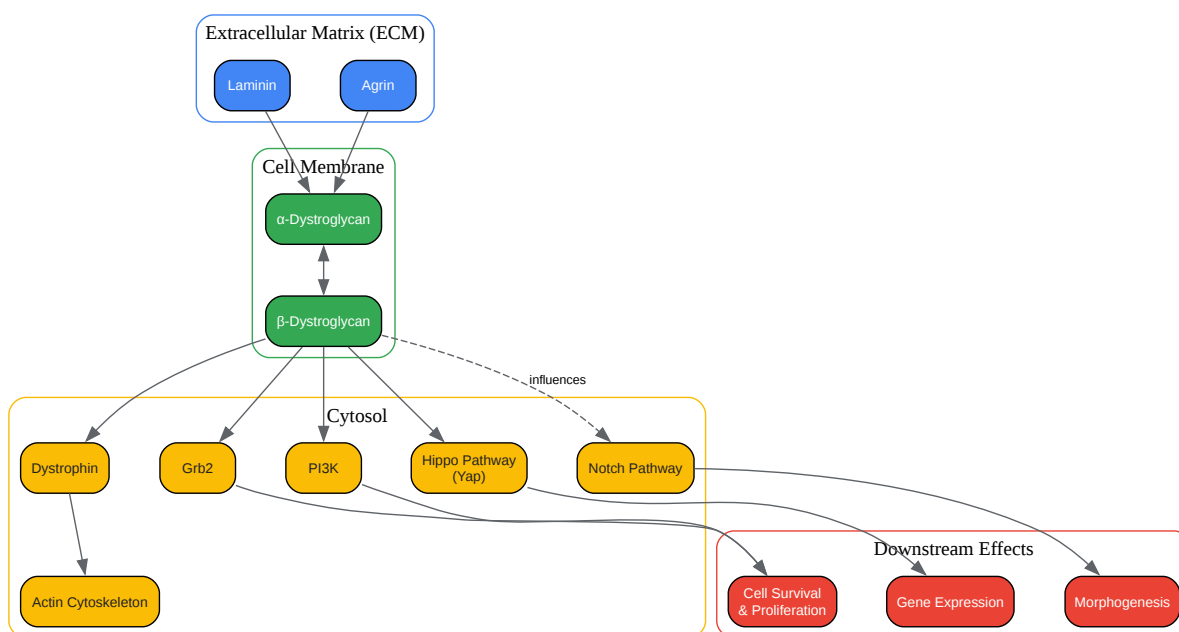 Extracellular Matrix (ECM)
Laminin
Agrin
Cell Membrane
α-Dystroglycan
β-Dystroglycan
influences
Cytosol
Dystrophin
Grb2
PI3K
Hippo Pathway
(Yap)
Notch Pathway
Downstream Effects
Actin Cytoskeleton
Cell Survival
& Proliferation
Gene Expression
Morphogenesis